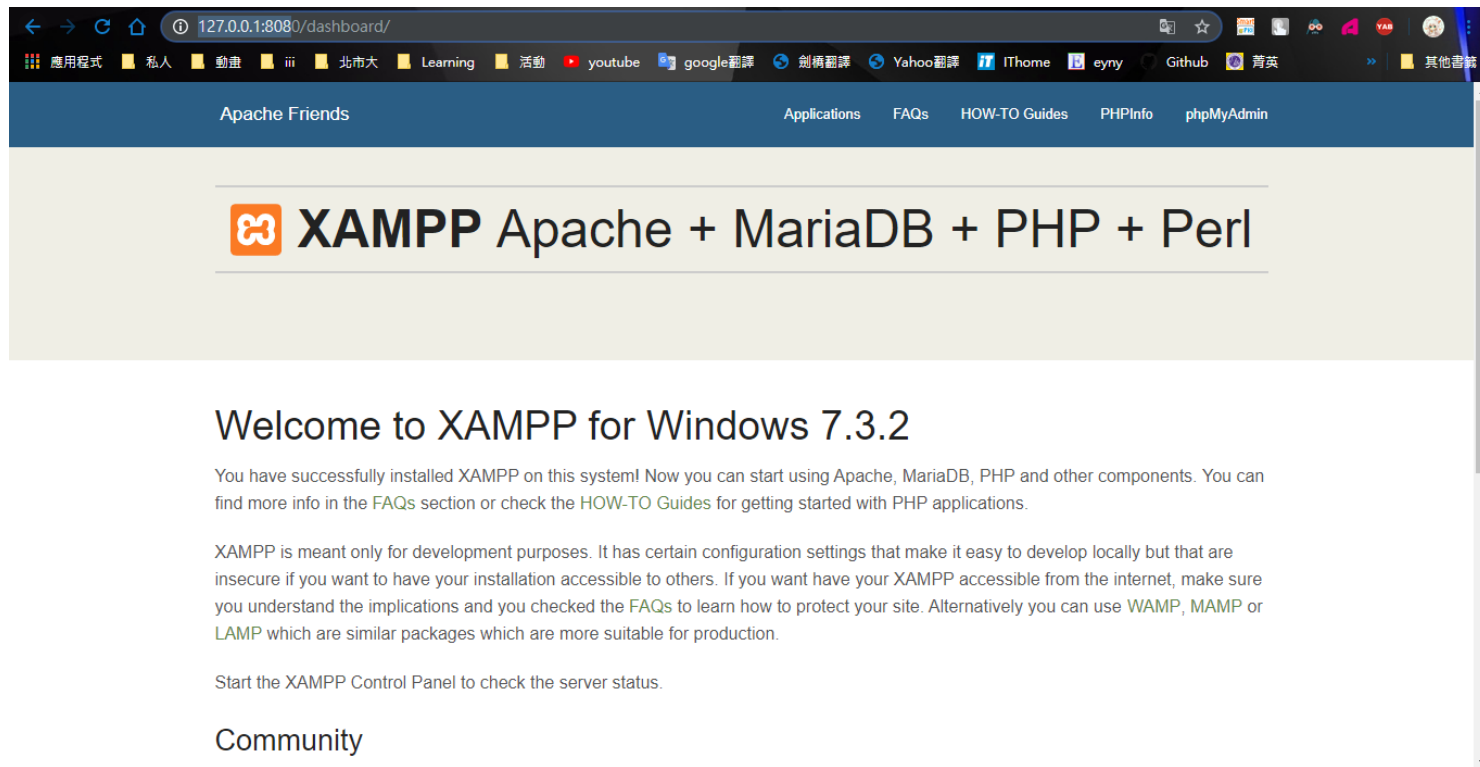 127.0.0.1:8080/dashboard/
應用程式 私人 動畫 iii 北市大 Learning 活動 youtube google翻譯 劍橋翻譯 Yahoo翻譯 IThome eyny Github 菁英 » 其他書籤
Apache Friends Applications FAQs HOW-TO Guides PHPInfo phpMyAdmin
XAMPP Apache + MariaDB + PHP + Perl
Welcome to XAMPP for Windows 7.3.2
You have successfully installed XAMPP on this system! Now you can start using Apache, MariaDB, PHP and other components. You can
find more info in the FAQs section or check the HOW-TO Guides for getting started with PHP applications.
XAMPP is meant only for development purposes. It has certain configuration settings that make it easy to develop locally but that are
insecure if you want to have your installation accessible to others. If you want have your XAMPP accessible from the internet, make sure
you understand the implications and you checked the FAQs to learn how to protect your site. Alternatively you can use WAMP, MAMP or
LAMP which are similar packages which are more suitable for production.
Start the XAMPP Control Panel to check the server status.
Community